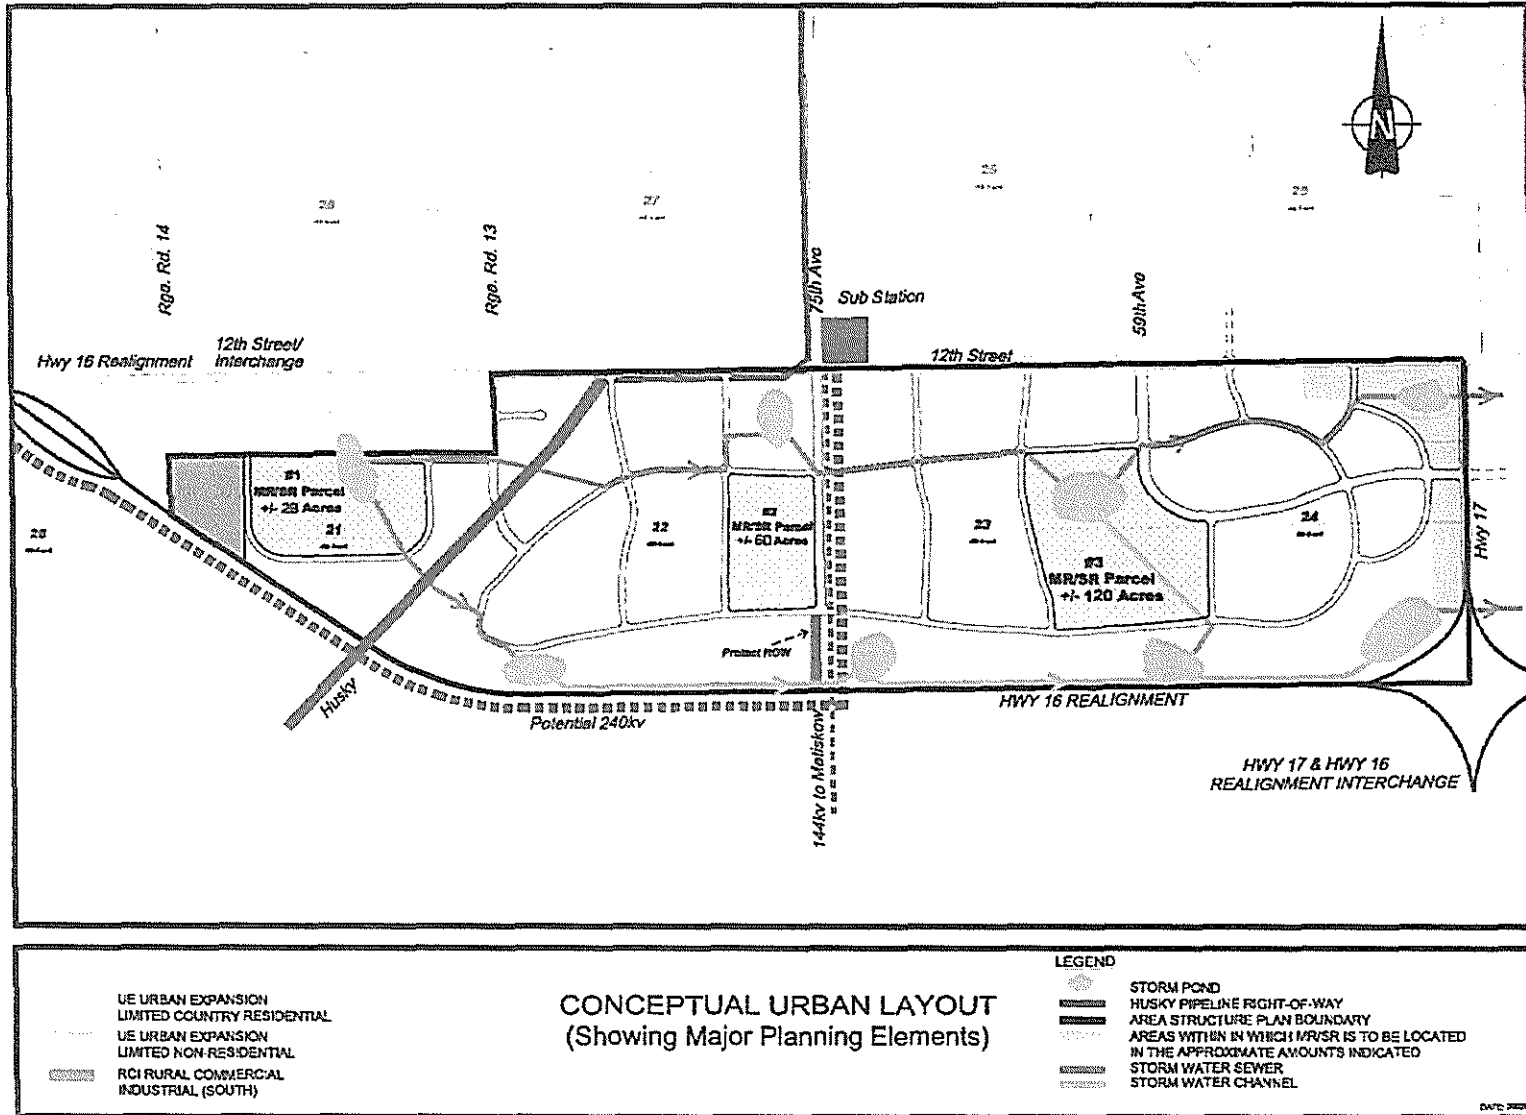 N
26
29
28
27
Rge. Rd. 14
Rge. Rd. 13
75th Ave
Sub Station
59th Ave
12th Street/
Interchange
Hwy 16 Realignment
12th Street
#1
MR/SR Parcel
+/- 23 Acres
21
#2
MR/SR Parcel
+/- 60 Acres
22
23
24
20
Hwy 17
#3
MR/SR Parcel
+/- 120 Acres
Protect ROW
Husky
HWY 16 REALIGNMENT
Potential 240kv
144kv to Matiskow
HWY 17 & HWY 16
REALIGNMENT INTERCHANGE
UE URBAN EXPANSION
LIMITED COUNTRY RESIDENTIAL
UE URBAN EXPANSION
LIMITED NON-RESIDENTIAL
RCI RURAL COMMERCIAL
INDUSTRIAL (SOUTH)
CONCEPTUAL URBAN LAYOUT
(Showing Major Planning Elements)
LEGEND
STORM POND
HUSKY PIPELINE RIGHT-OF-WAY
AREA STRUCTURE PLAN BOUNDARY
AREAS WITHIN IN WHICH MR/SR IS TO BE LOCATED
IN THE APPROXIMATE AMOUNTS INDICATED
STORM WATER SEWER
STORM WATER CHANNEL
DATE